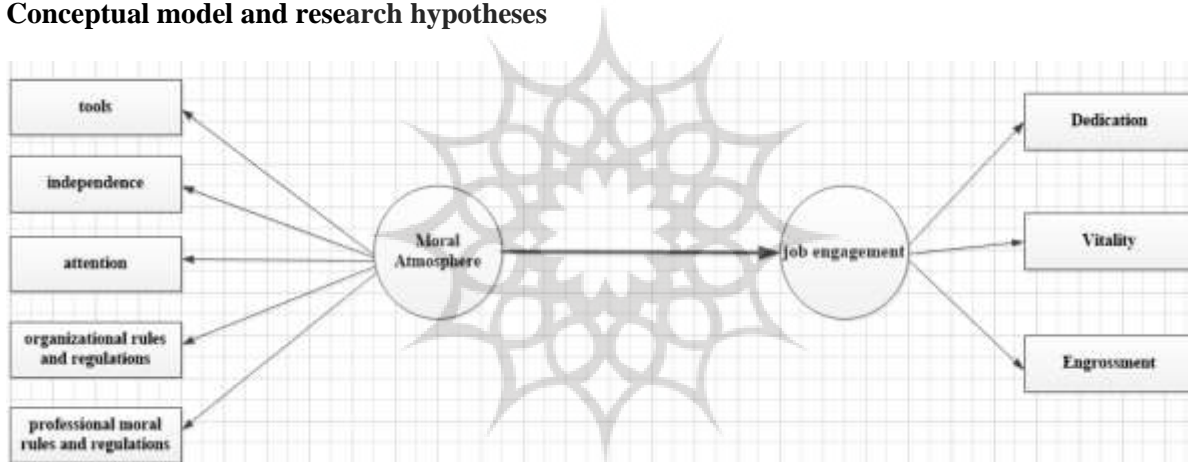 Conceptual model and research hypotheses
tools
independence
attention
organizational rules
and regulations
professional moral
rules and regulations
Moral
Atmosphere
job engagement
Dedication
Vitality
Engrossment